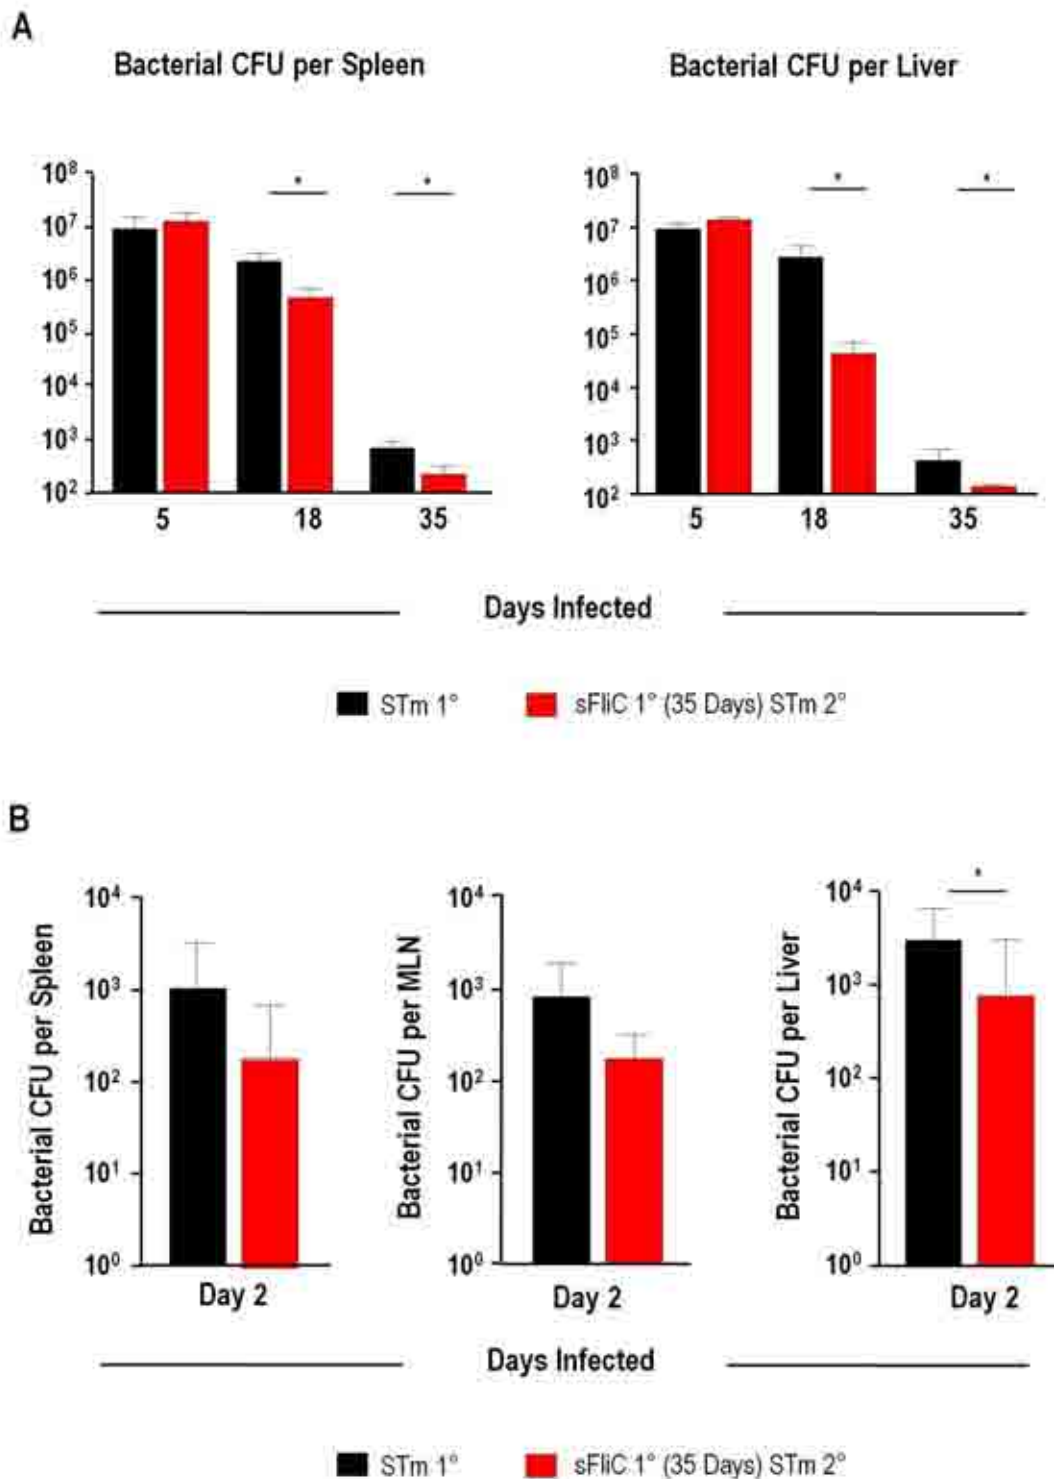 A
Bacterial CFU per Spleen
Bacterial CFU per Liver
10⁸
10⁷
10⁶
10⁵
10⁴
10³
10²
*
*
5 18 35
10⁸
10⁷
10⁶
10⁵
10⁴
10³
10²
*
*
5 18 35
Days Infected
STm 1°
sFliC 1° (35 Days) STm 2°
B
Bacterial CFU per Spleen
10⁴
10³
10²
10¹
10⁰
Day 2
Bacterial CFU per MLN
10⁴
10³
10²
10¹
10⁰
Day 2
Bacterial CFU per Liver
10⁴
10³
10²
10¹
10⁰
*
Day 2
Days Infected
STm 1°
sFliC 1° (35 Days) STm 2°